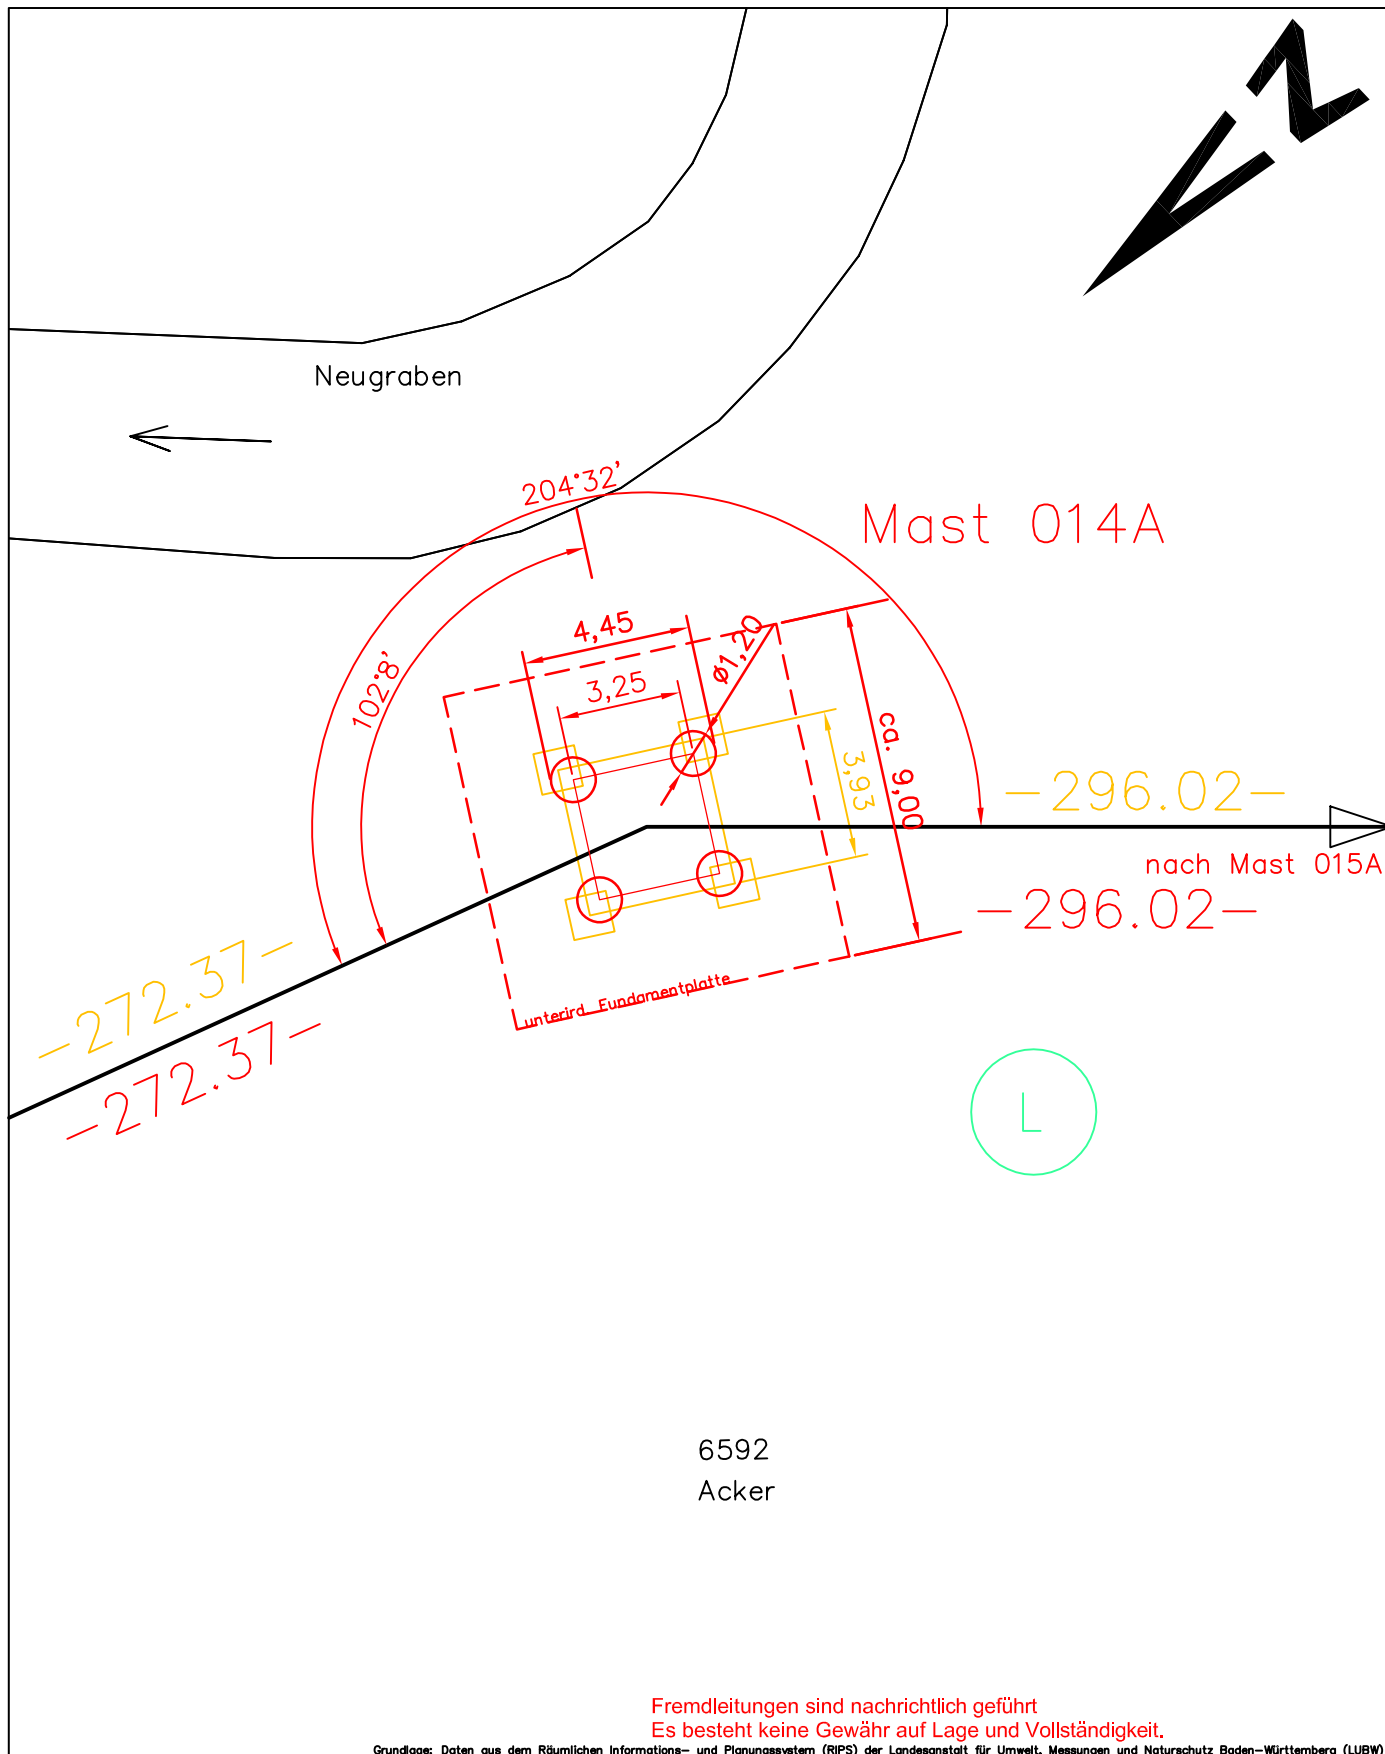 N
Neugraben
204°32'
Mast 014A
102°8'
4,45
ø1,20
3,25
ca. 9,00
3,93
-296.02-
nach Mast 015A
-296.02-
-272.37-
-272.37-
unterird. Fundamentplatte
L
6592
Acker
Fremdleitungen sind nachrichtlich geführt
Es besteht keine Gewähr auf Lage und Vollständigkeit.
Grundlage: Daten aus dem Räumlichen Informations- und Planungssystem (RIPS) der Landesanstalt für Umwelt, Messungen und Naturschutz Baden-Württemberg (LUBW)